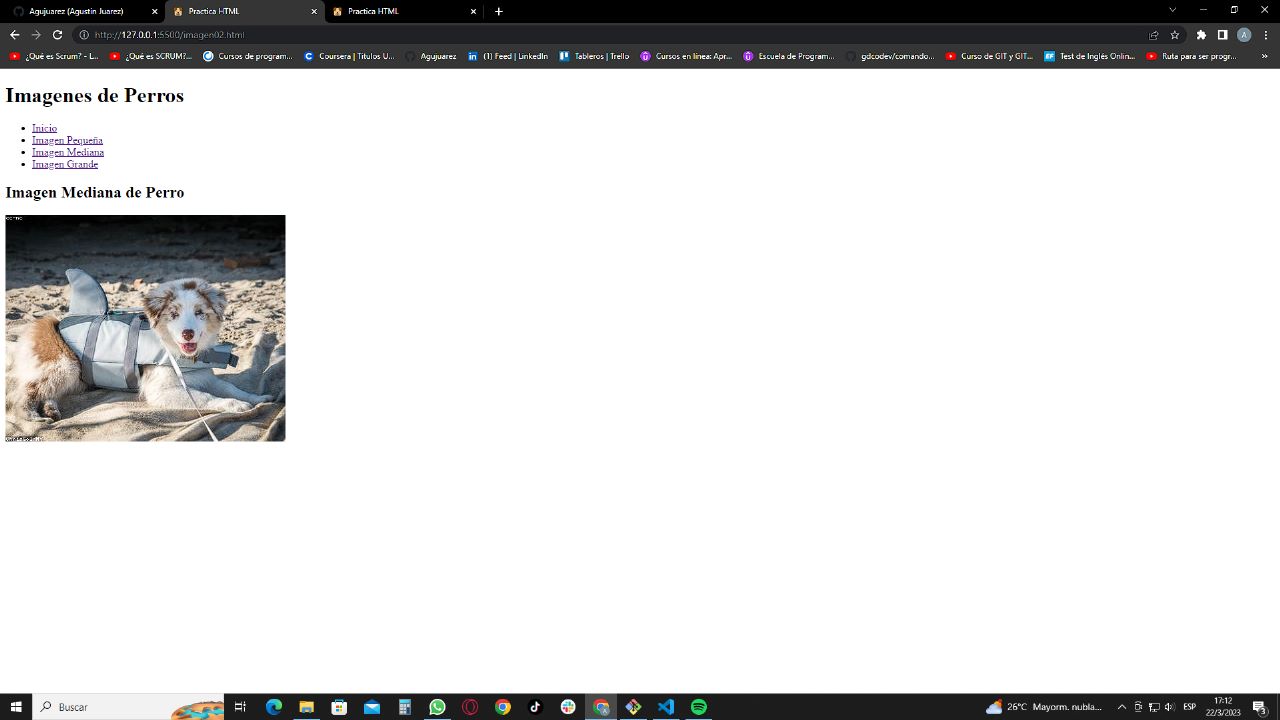 Agujuarez (Agustín Juarez)
Practica HTML
Practica HTML
http://127.0.0.1:5500/imagen02.html
A
¿Qué es Scrum? - L...
¿Qué es SCRUM?:...
Cursos de program...
Coursera | Títulos U...
Agyjuarez
(1) Feed | LinkedIn
Tableros | Trello
Cursos en línea: Apr...
Escuela de Program...
gdcodev/comando...
Curso de GIT y GIT...
Test de Inglés Onlin...
Ruta para ser progr...
Imagenes de Perros
Inicio
Imagen Pequeña
Imagen Mediana
Imagen Grande
Imagen Mediana de Perro
Buscar
26°C Mayorm. nubla...
ESP
17:12
22/3/2023